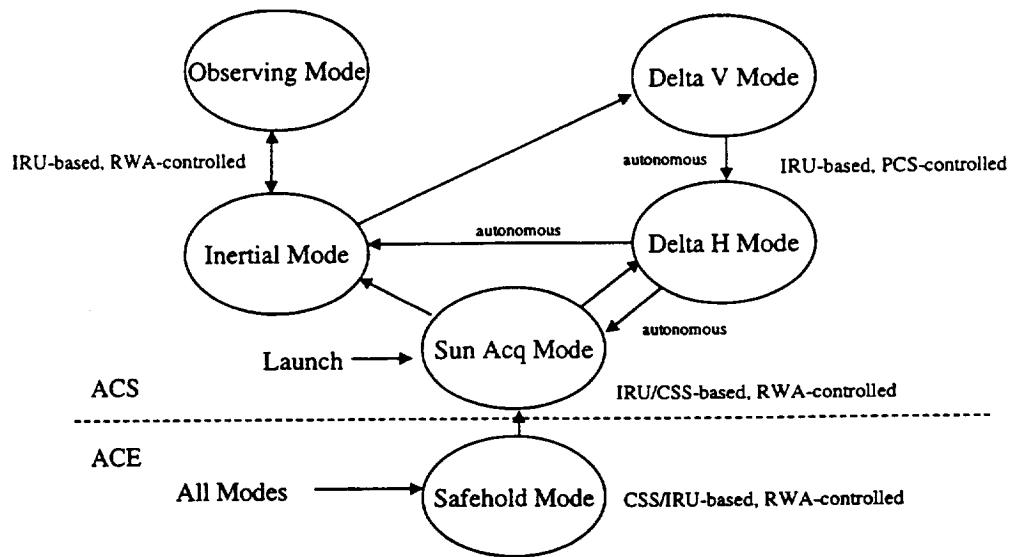 Observing Mode
Delta V Mode
IRU-based, RWA-controlled
autonomous
IRU-based, PCS-controlled
Inertial Mode
autonomous
Delta H Mode
autonomous
Launch
Sun Acq Mode
ACS
IRU/CSS-based, RWA-controlled
ACE
All Modes
Safehold Mode
CSS/IRU-based, RWA-controlled